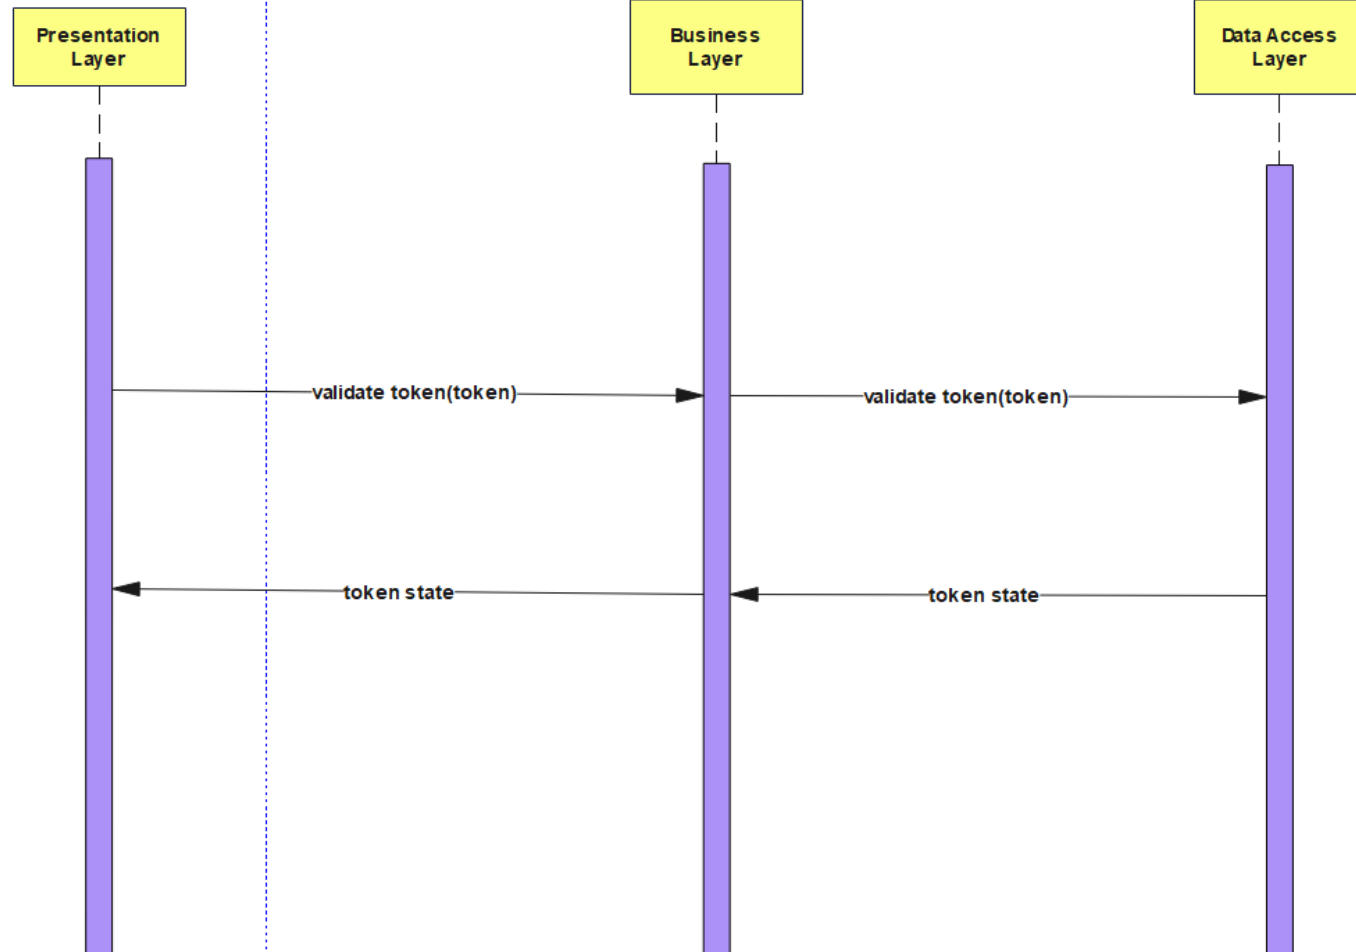 Presentation
Layer
Business
Layer
Data Access
Layer
validate token(token)
validate token(token)
token state
token state